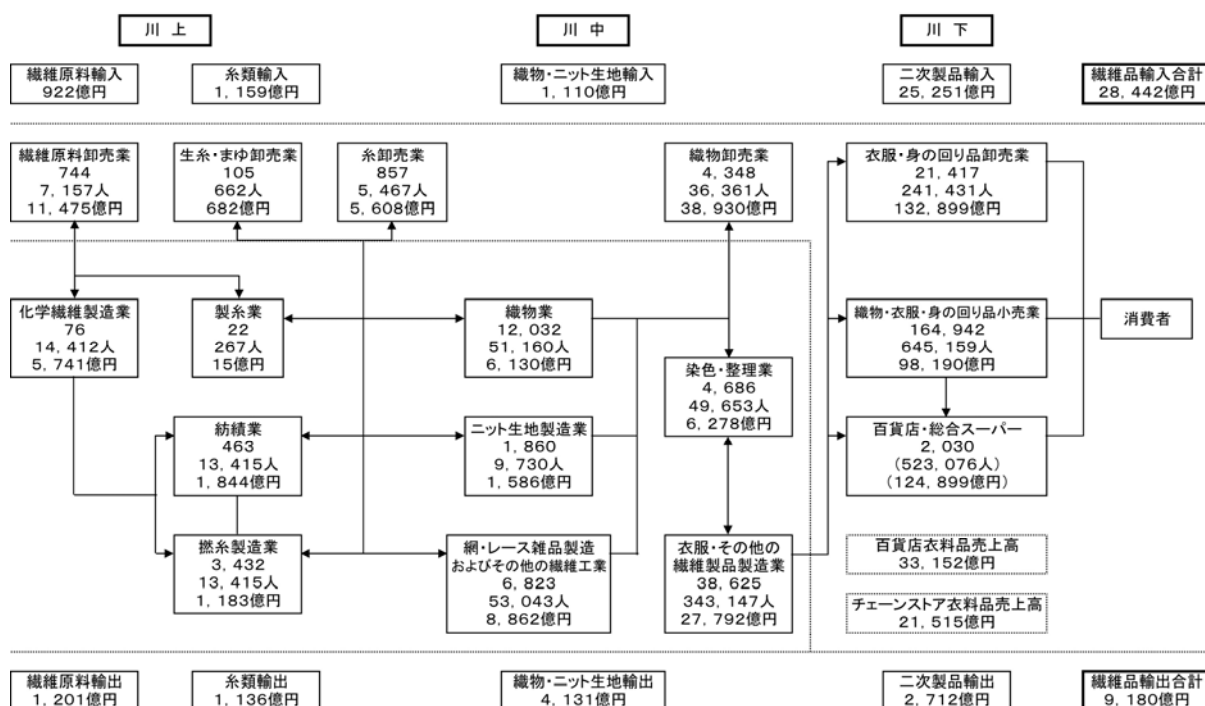 川上
川中
川下
繊維原料輸入
922億円
糸類輸入
1,159億円
織物・ニット生地輸入
1,110億円
二次製品輸入
25,251億円
繊維品輸入合計
28,442億円
繊維原料卸売業
744
7,157人
11,475億円
生糸・まゆ卸売業
105
662人
682億円
糸卸売業
857
5,467人
5,608億円
織物卸売業
4,348
36,361人
38,930億円
衣服・身の回り品卸売業
21,417
241,431人
132,899億円
化学繊維製造業
76
14,412人
5,741億円
製糸業
22
267人
15億円
織物業
12,032
51,160人
6,130億円
染色・整理業
4,686
49,653人
6,278億円
織物・衣服・身の回り品小売業
164,942
645,159人
98,190億円
消費者
紡績業
463
13,415人
1,844億円
ニット生地製造業
1,860
9,730人
1,586億円
百貨店・総合スーパー
2,030
(523,076人)
(124,899億円)
撚糸製造業
3,432
13,415人
1,183億円
網・レース雑品製造
およびその他の繊維工業
6,823
53,043人
8,862億円
衣服・その他の
繊維製品製造業
38,625
343,147人
27,792億円
百貨店衣料品売上高
33,152億円
チェーンストア衣料品売上高
21,515億円
繊維原料輸出
1,201億円
糸類輸出
1,136億円
織物・ニット生地輸出
4,131億円
二次製品輸出
2,712億円
繊維品輸出合計
9,180億円